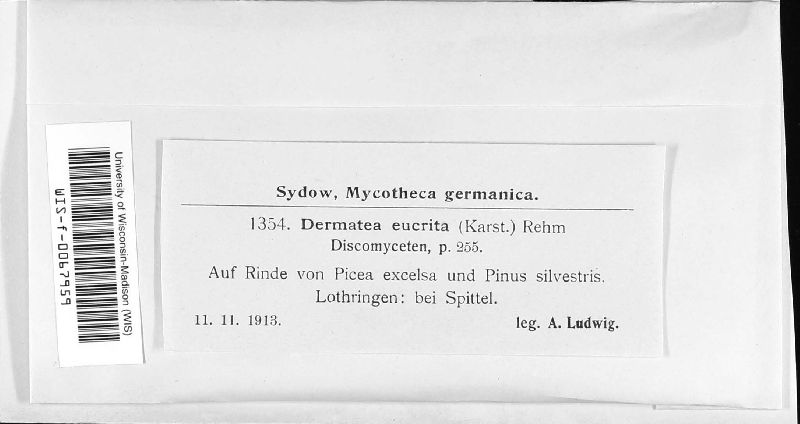 Sydow, Mycotheca germanica.
1354. Dermatea eucrita (Karst.) Rehm
Discomyceten, p. 255.
Auf Rinde von Picea excelsa und Pinus silvestris.
Lothringen: bei Spittel.
11. 11. 1913. leg. A. Ludwig.
University of Wisconsin-Madison (WIS)
WIS-f-0067959